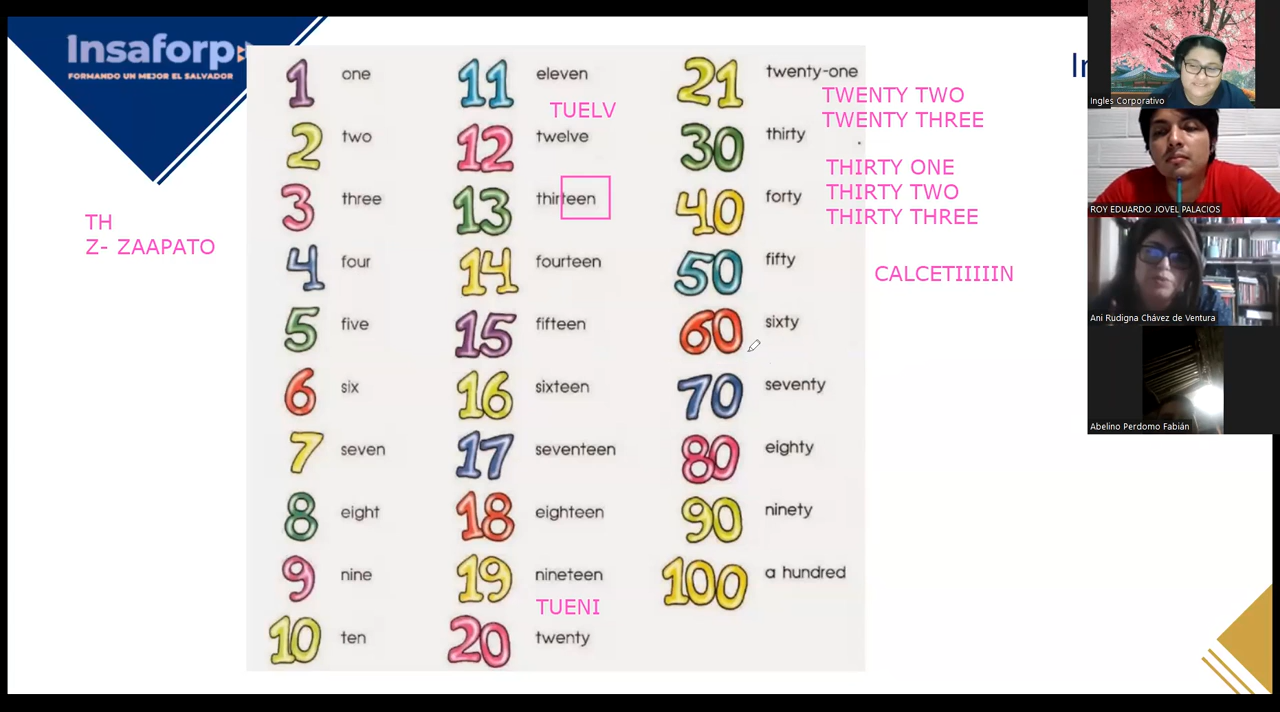 Insaforp
FORMANDO UN MEJOR EL SALVADOR
TH
Z- ZAAPATO
1 one
2 two
3 three
4 four
5 five
6 six
7 seven
8 eight
9 nine
10 ten
11 eleven
TUELV
12 twelve
13 thirteen
14 fourteen
15 fifteen
16 sixteen
17 seventeen
18 eighteen
19 nineteen
TUENI
20 twenty
21 twenty-one
TWENTY TWO
TWENTY THREE
30 thirty
THIRTY ONE
THIRTY TWO
THIRTY THREE
40 forty
50 fifty
CALCETIIIIIN
60 sixty
70 seventy
80 eighty
90 ninety
100 a hundred
Ingles Corporativo
ROY EDUARDO JOVEL PALACIOS
Ani Rudigna Chávez de Ventura
Abelino Perdomo Fabián